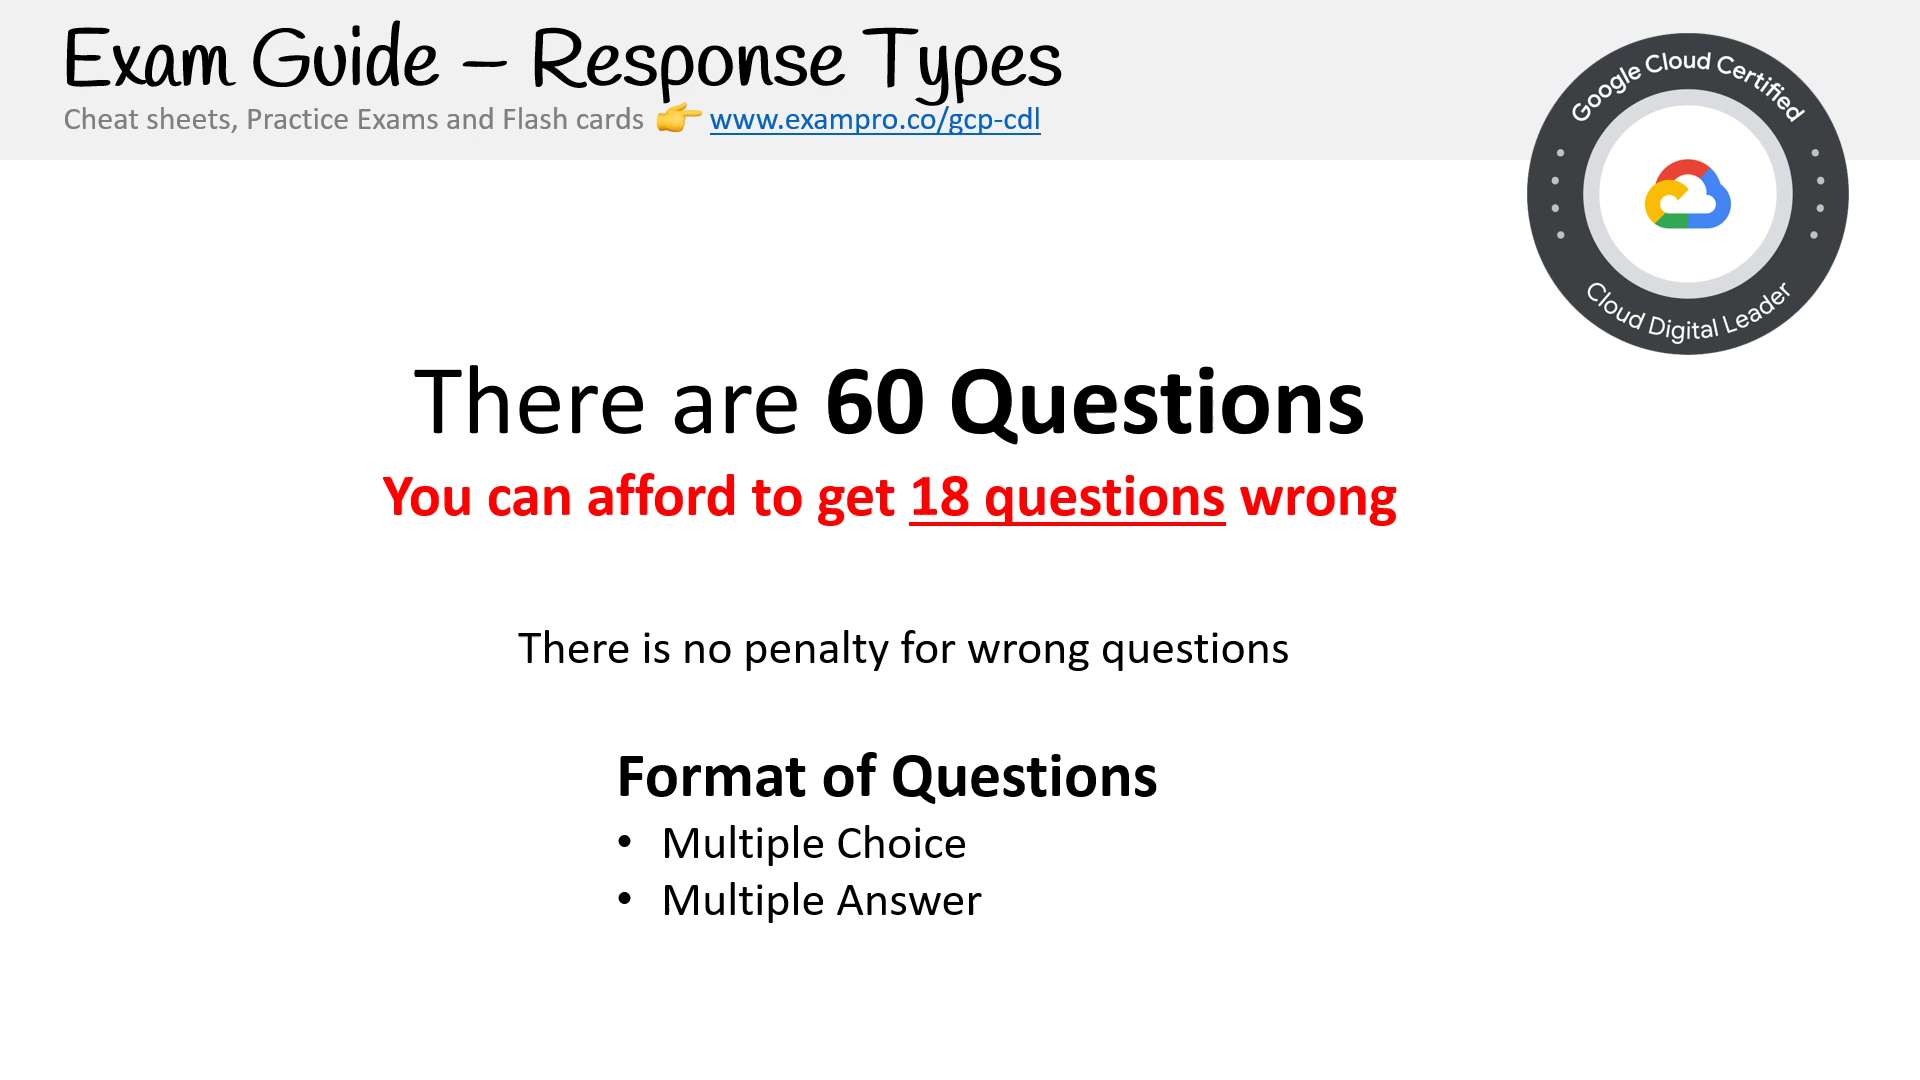 Exam Guide – Response Types
Cheat sheets, Practice Exams and Flash cards 👉 www.exampro.co/gcp-cdl
Google Cloud Certified
Cloud Digital Leader
There are 60 Questions
You can afford to get 18 questions wrong
There is no penalty for wrong questions
Format of Questions
• Multiple Choice
• Multiple Answer